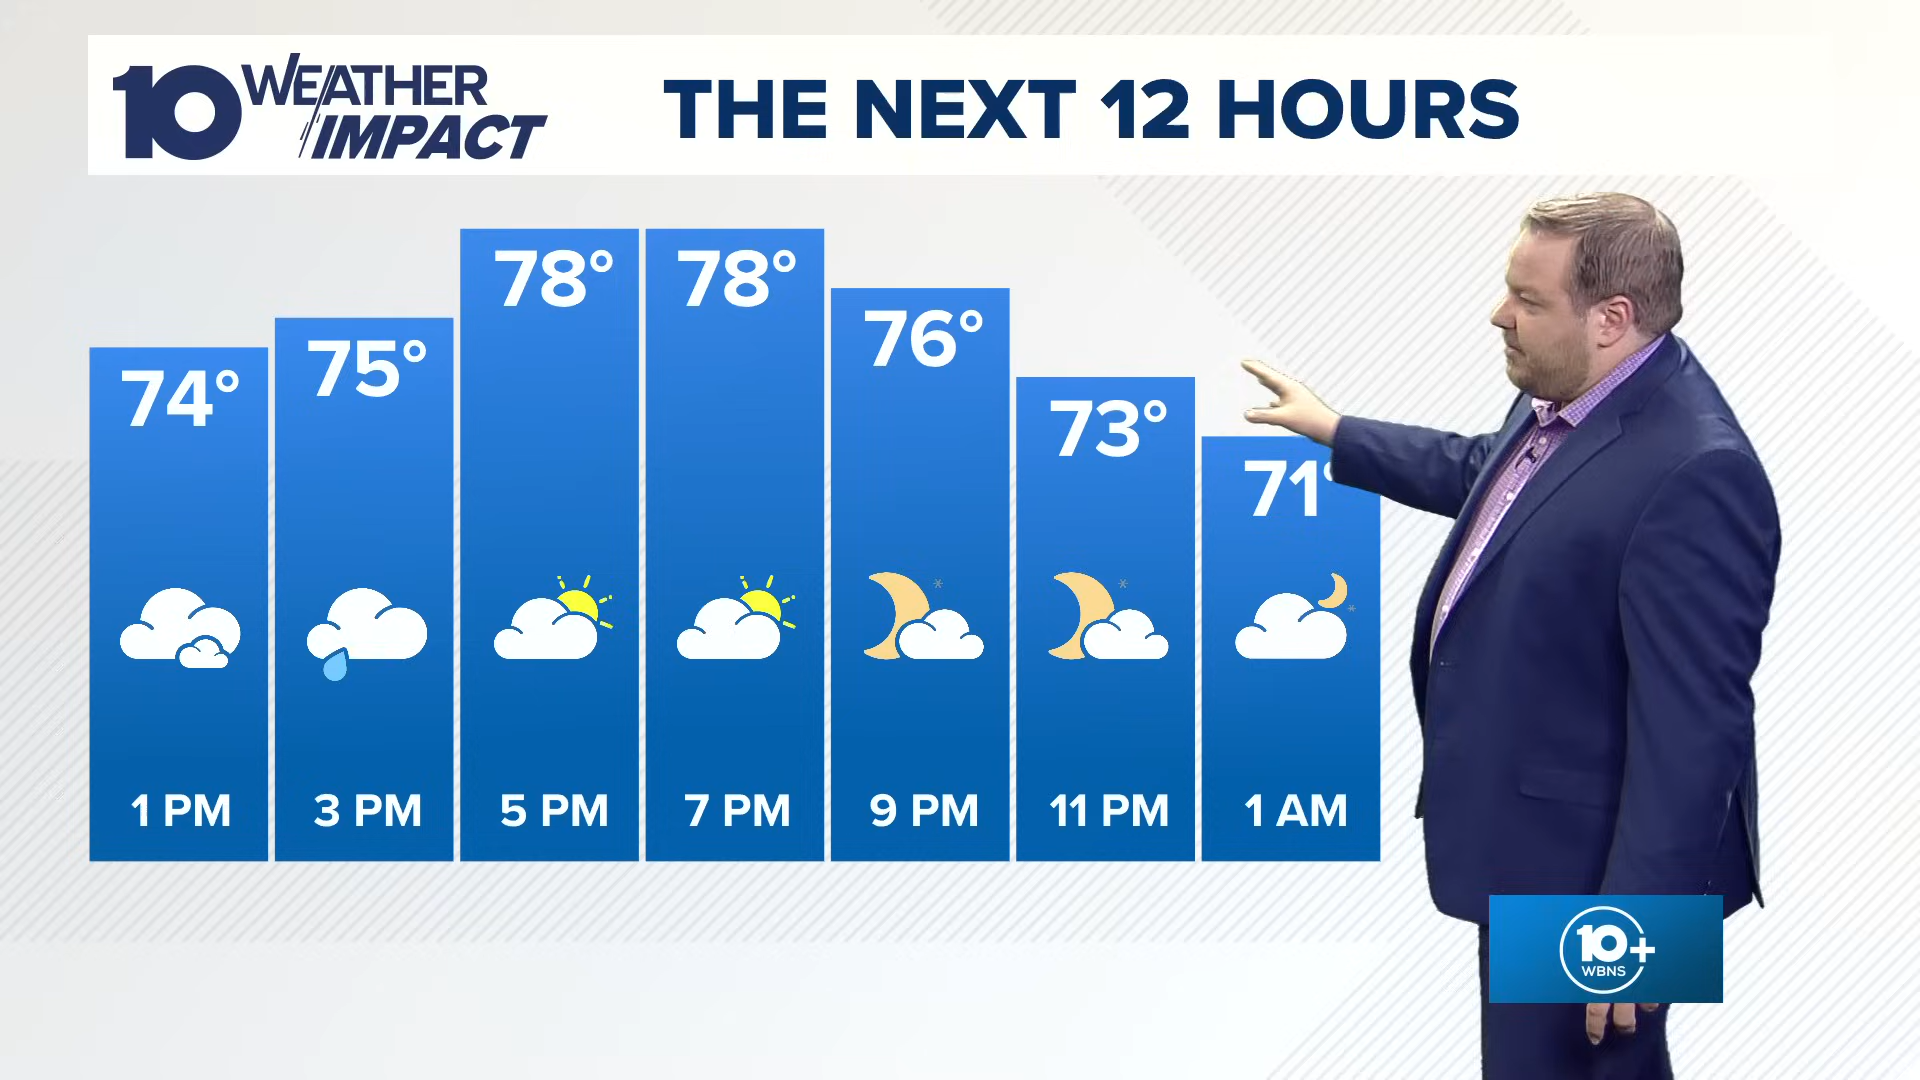 10 WEATHER
IMPACT
THE NEXT 12 HOURS
74° 75° 78° 78° 76° 73° 71°
1 PM 3 PM 5 PM 7 PM 9 PM 11 PM 1 AM
10+
WBNS